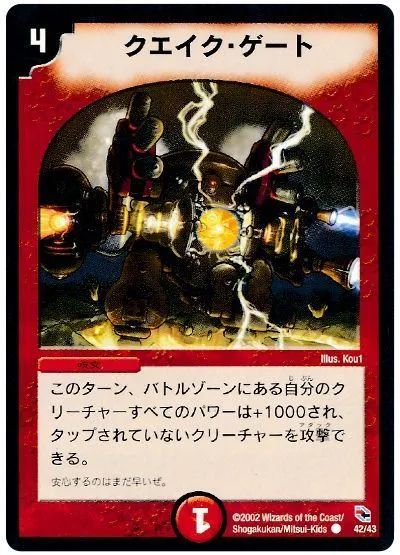 4
クエイク・ゲート
Illus. Kou1
呪文
このターン、バトルゾーンにある自分のク
リーチャーすべてのパワーは+1000され、
タップされていないクリーチャーを攻撃で
きる。
安心するのはまだ早いぜ。
1
©2002 Wizards of the Coast/
Shogakukan/Mitsui-Kids
42/43